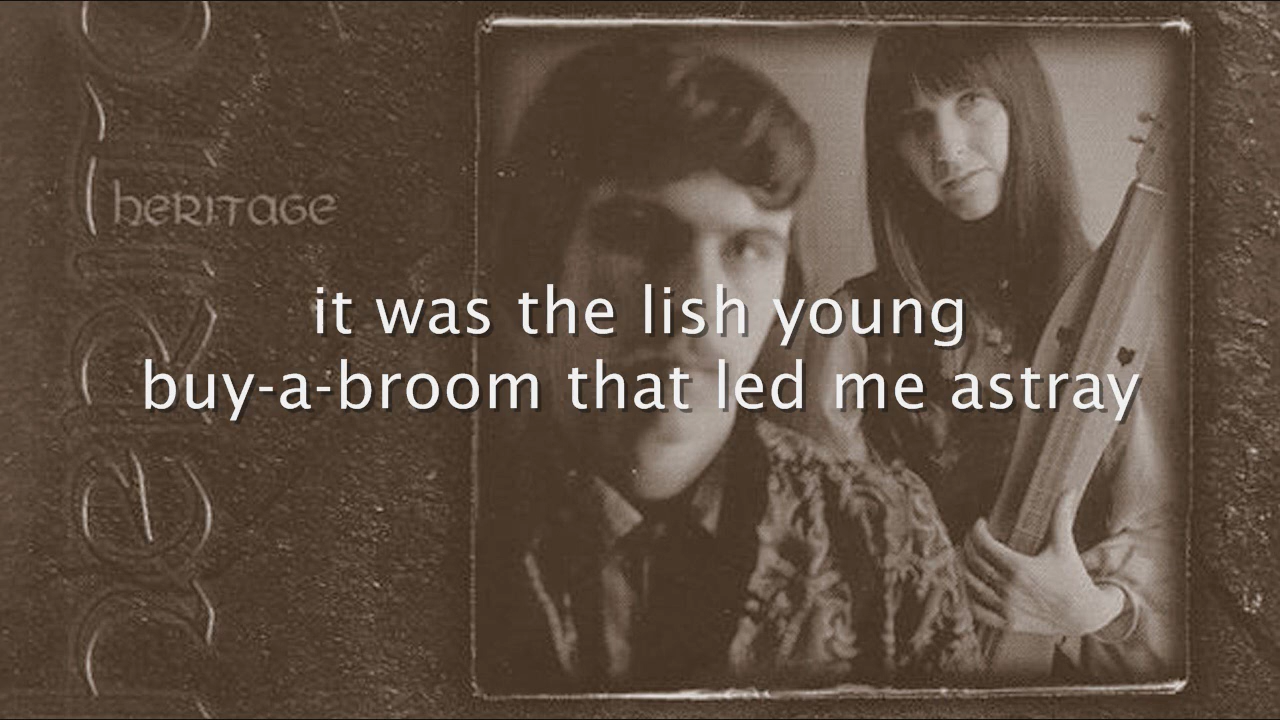 heritage
it was the lish young
buy-a-broom that led me astray